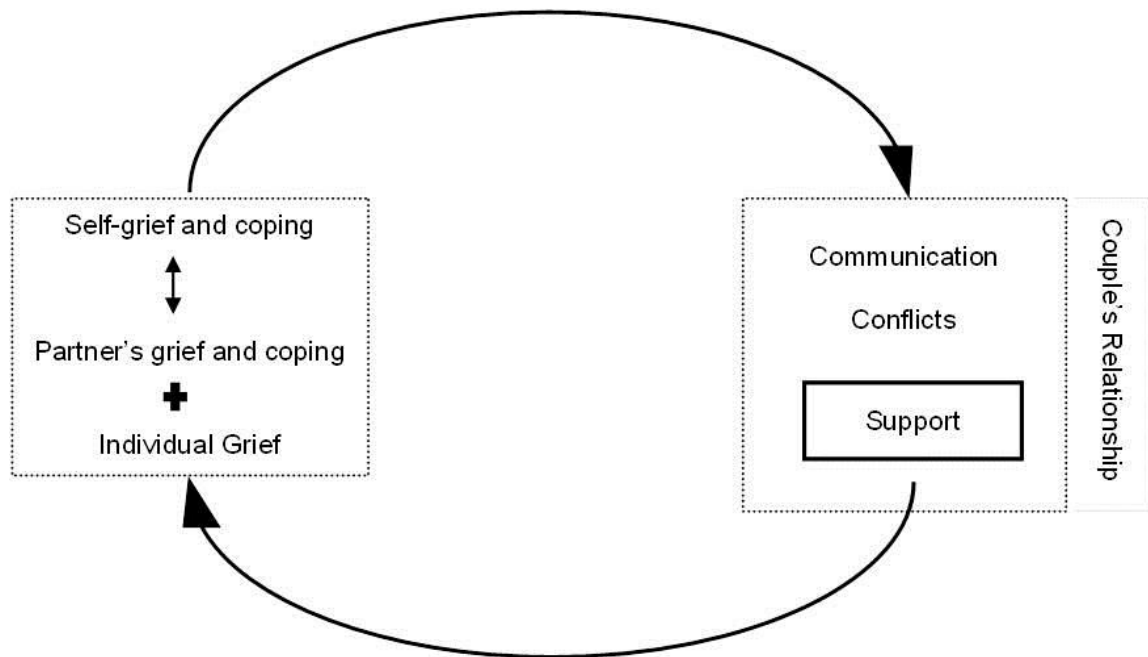 Self-grief and coping
Partner's grief and coping
Individual Grief
Communication
Conflicts
Support
Couple's Relationship